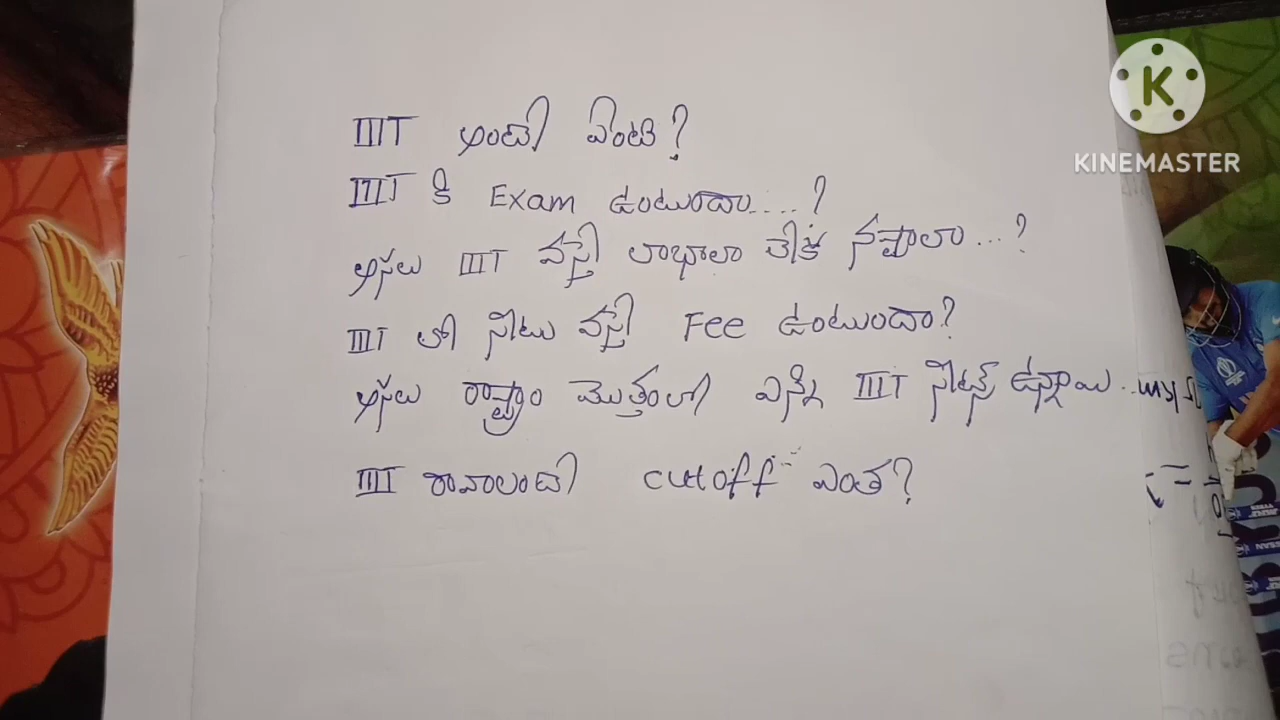 IIIT అంటే ఏంటి?
IIIT కి Exam ఉంటుందా....?
అసలు IIIT వస్తే లాభాలా లేక నష్టాలా...?
IIIT లో సీటు వస్తే Fee ఉంటుందా?
అసలు రాష్ట్రం మొత్తంలో ఎన్ని IIIT సీట్స్ ఉన్నాయి..
IIIT రావాలంటే cutoff ఎంత?
KINEMASTER